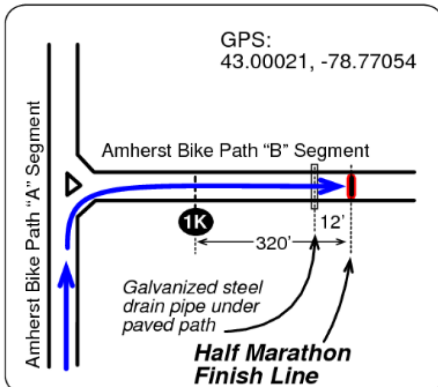 GPS:
43.00021, -78.77054
Amherst Bike Path "B" Segment
Amherst Bike Path "A" Segment
1K
12'
320'
Galvanized steel
drain pipe under
paved path
Half Marathon
Finish Line